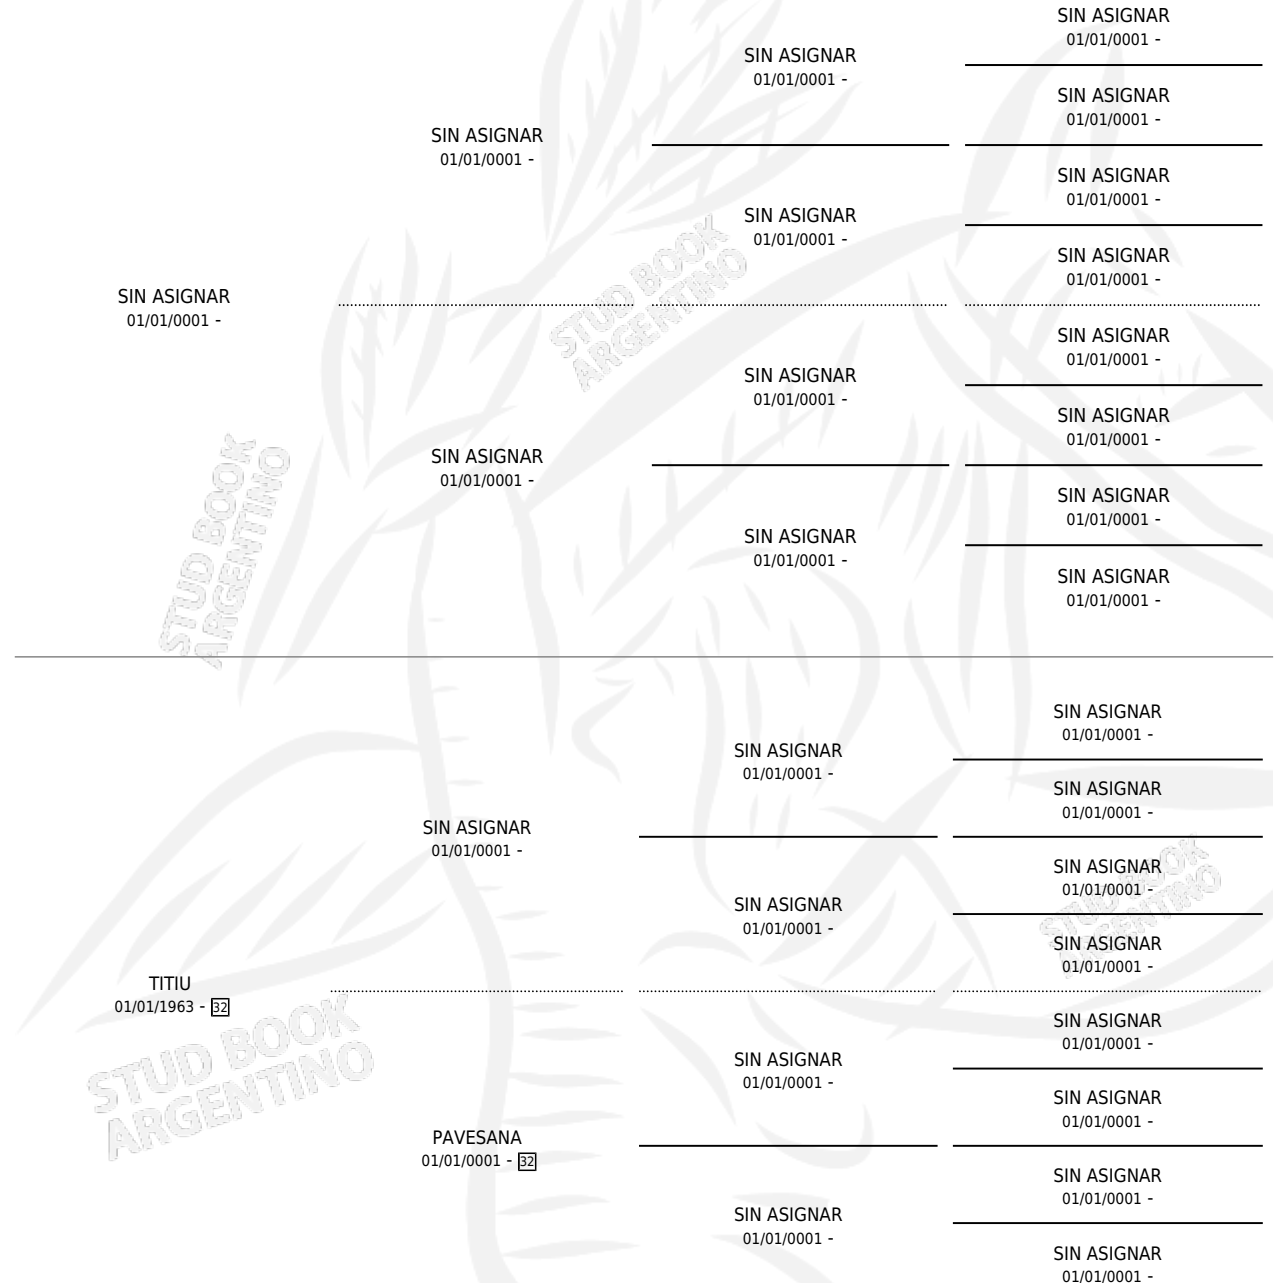 SIN ASIGNAR
01/01/0001 -
SIN ASIGNAR
01/01/0001 -
SIN ASIGNAR
01/01/0001 -
SIN ASIGNAR
01/01/0001 -
SIN ASIGNAR
01/01/0001 -
SIN ASIGNAR
01/01/0001 -
SIN ASIGNAR
01/01/0001 -
STUD BOOK
ARGENTINO
SIN ASIGNAR
01/01/0001 -
SIN ASIGNAR
01/01/0001 -
SIN ASIGNAR
01/01/0001 -
SIN ASIGNAR
01/01/0001 -
SIN ASIGNAR
01/01/0001 -
SIN ASIGNAR
01/01/0001 -
STUD BOOK
ARGENTINO
SIN ASIGNAR
01/01/0001 -
SIN ASIGNAR
01/01/0001 -
SIN ASIGNAR
01/01/0001 -
SIN ASIGNAR
01/01/0001 -
SIN ASIGNAR
01/01/0001 -
SIN ASIGNAR
01/01/0001 -
SIN ASIGNAR
01/01/0001 -
SIN ASIGNAR
01/01/0001 -
STUD BOOK
ARGENTINO
SIN ASIGNAR
01/01/0001 -
SIN ASIGNAR
01/01/0001 -
TITIU
01/01/1963 - 32
STUD BOOK
ARGENTINO
SIN ASIGNAR
01/01/0001 -
SIN ASIGNAR
01/01/0001 -
SIN ASIGNAR
01/01/0001 -
PAVESANA
01/01/0001 - 32
SIN ASIGNAR
01/01/0001 -
SIN ASIGNAR
01/01/0001 -
SIN ASIGNAR
01/01/0001 -